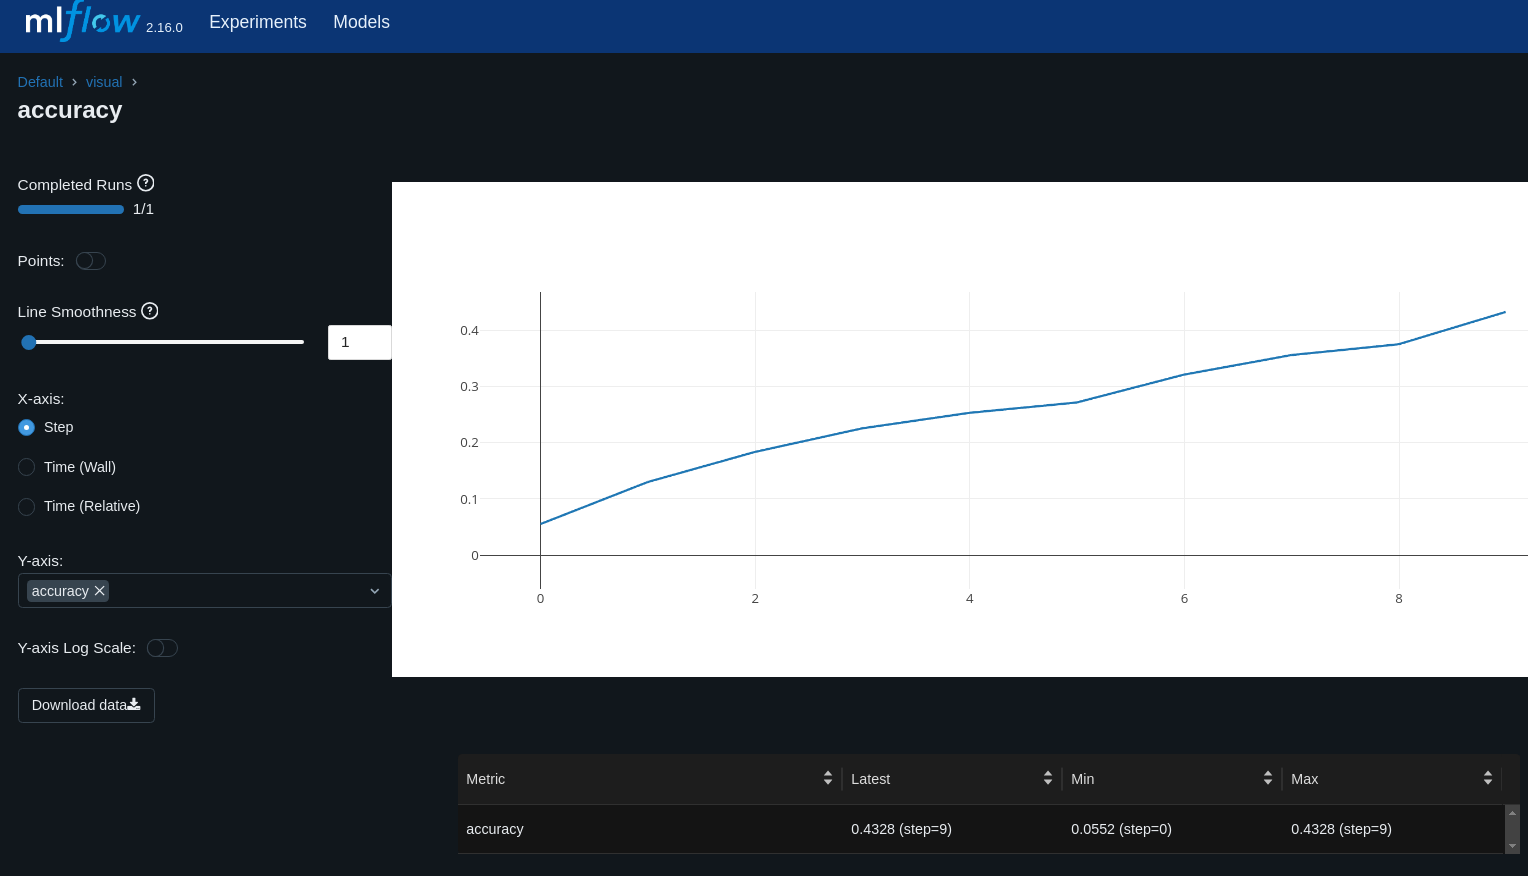 mlflow 2.16.0 Experiments Models
Default › visual ›
accuracy
Completed Runs ?
1/1
Points:
Line Smoothness ?
1
X-axis:
Step
Time (Wall)
Time (Relative)
Y-axis:
accuracy ×
Y-axis Log Scale:
Download data
0.4
0.3
0.2
0.1
0
0 2 4 6 8
Metric Latest Min Max
accuracy 0.4328 (step=9) 0.0552 (step=0) 0.4328 (step=9)